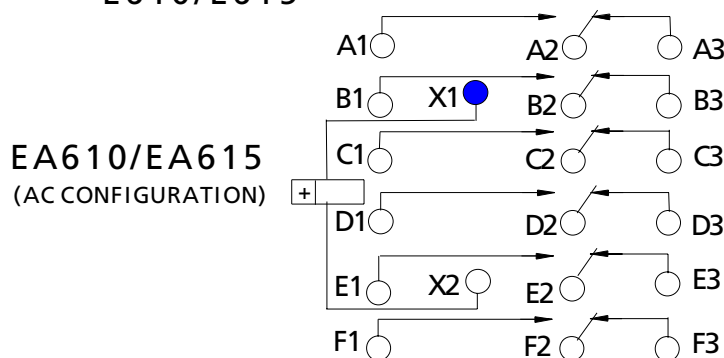 A1 A2 A3
B1 X1 B2 B3
EA610/EA615
C1 C2 C3
(AC CONFIGURATION)
+
D1 D2 D3
E1 X2 E2 E3
F1 F2 F3